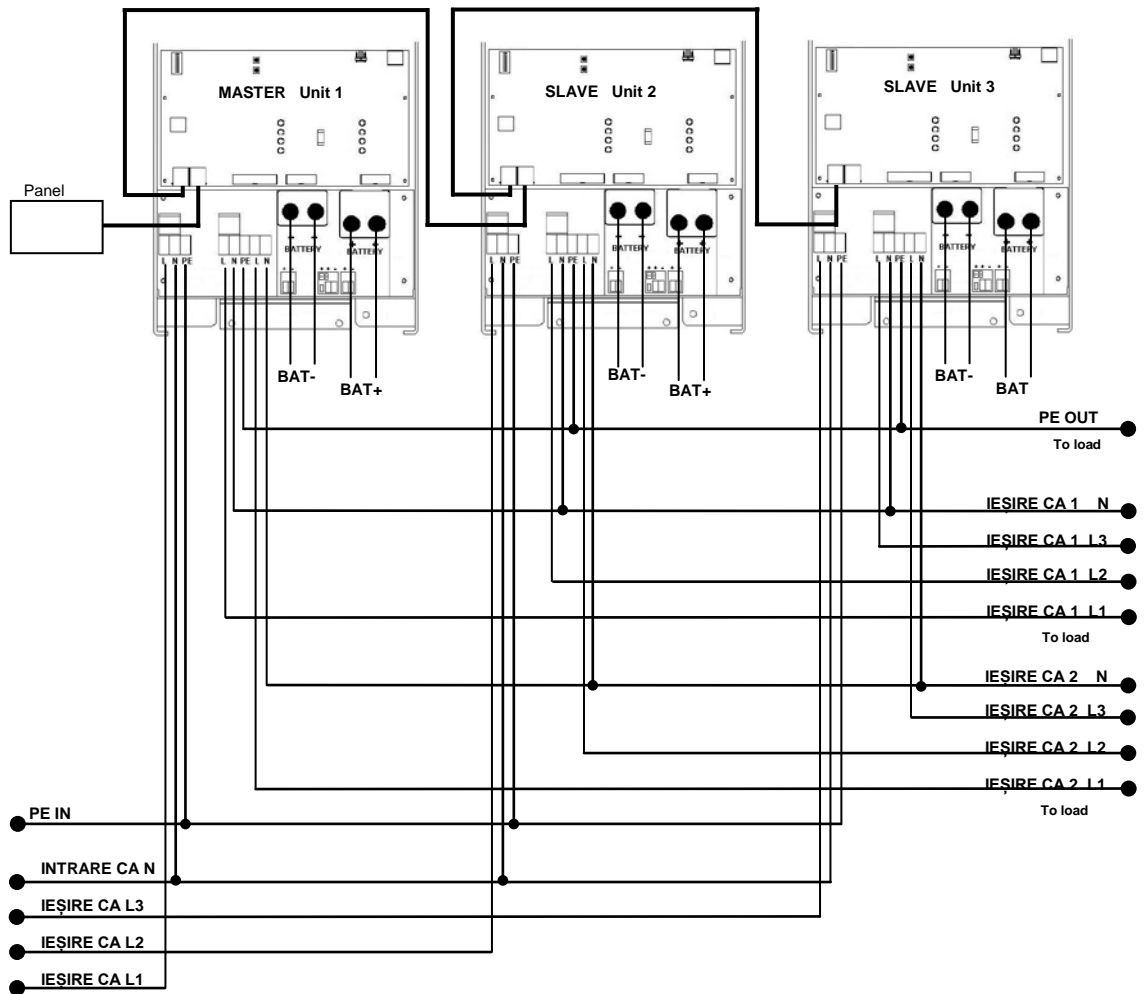 MASTER Unit 1
SLAVE Unit 2
SLAVE Unit 3
Panel
L N PE
L N PE L N
BATTERY
BATTERY
L N PE
L N PE L N
BATTERY
BATTERY
L N PE
L N PE L N
BATTERY
BATTERY
BAT-
BAT+
BAT-
BAT+
BAT-
BAT
PE OUT
To load
IEȘIRE CA 1 N
IEȘIRE CA 1 L3
IEȘIRE CA 1 L2
IEȘIRE CA 1 L1
To load
IEȘIRE CA 2 N
IEȘIRE CA 2 L3
IEȘIRE CA 2 L2
IEȘIRE CA 2 L1
To load
PE IN
INTRARE CA N
IEȘIRE CA L3
IEȘIRE CA L2
IEȘIRE CA L1